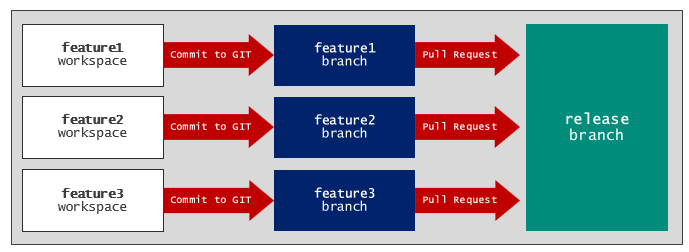 feature1
workspace
Commit to GIT
feature1
branch
Pull Request
feature2
workspace
Commit to GIT
feature2
branch
Pull Request
release
branch
feature3
workspace
Commit to GIT
feature3
branch
Pull Request